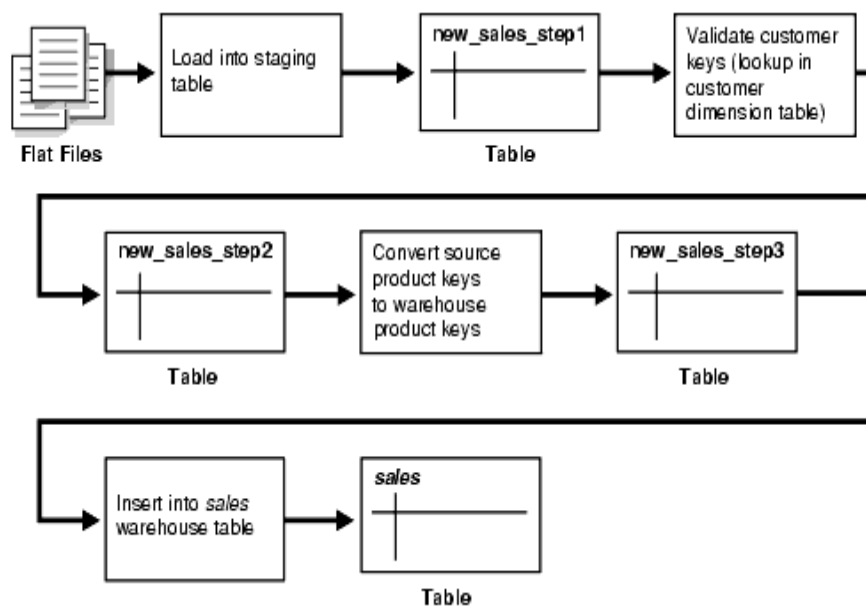 Load into staging
table
new_sales_step1
Validate customer
keys (lookup in
customer
dimension table)
Flat Files
Table
new_sales_step2
Convert source
product keys
to warehouse
product keys
new_sales_step3
Table
Table
Insert into sales
warehouse table
sales
Table